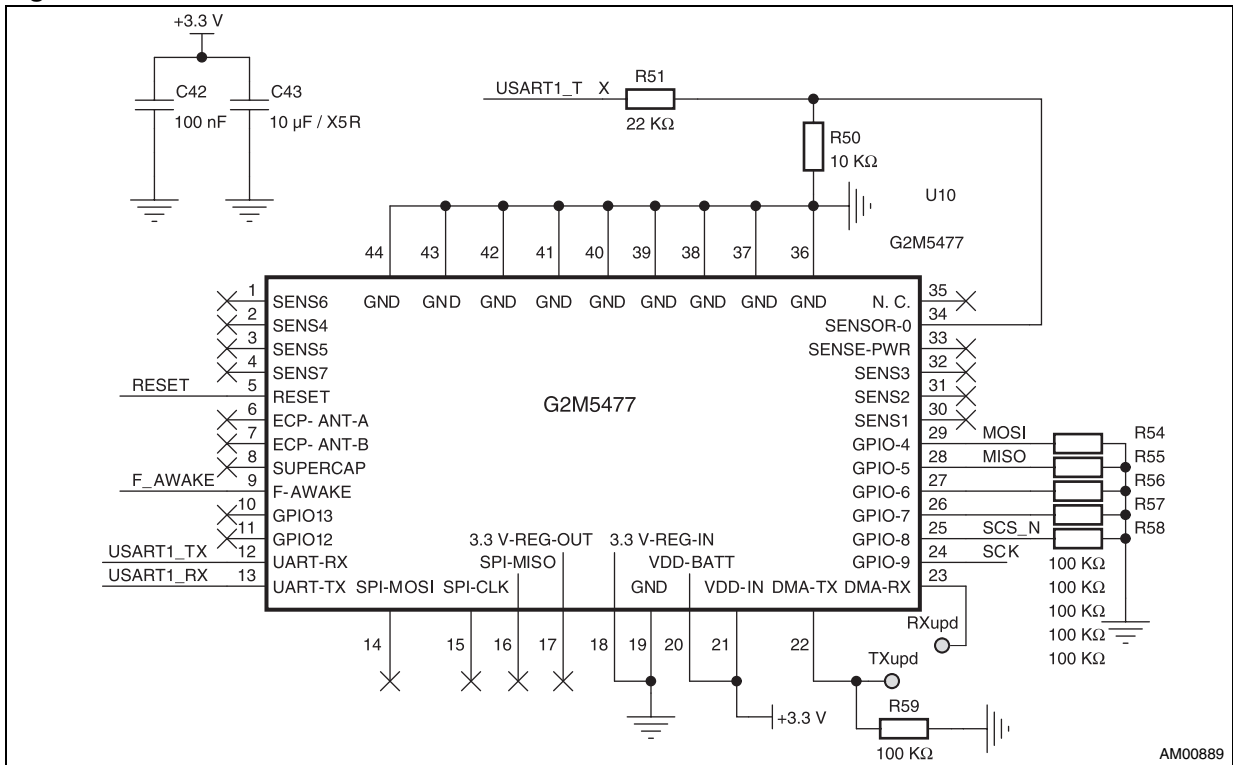 +3.3 V
C42
100 nF
C43
10 µF / X5R
USART1_T X
R51
22 KΩ
R50
10 KΩ
U10
G2M5477
44 43 42 41 40 39 38 37 36
GND GND GND GND GND GND GND GND GND
1 SENS6
2 SENS4
3 SENS5
4 SENS7
RESET 5 RESET
6 ECP- ANT-A
7 ECP- ANT-B
8 SUPERCAP
F_AWAKE 9 F-AWAKE
10 GPIO13
11 GPIO12
USART1_TX 12 UART-RX
USART1_RX 13 UART-TX
G2M5477
N. C. 35
SENSOR-0 34
SENSE-PWR 33
SENS3 32
SENS2 31
SENS1 30
GPIO-4 29 MOSI R54
GPIO-5 28 MISO R55
GPIO-6 27 R56
GPIO-7 26 R57
GPIO-8 25 SCS_N R58
GPIO-9 24 SCK
23
100 KΩ
100 KΩ
100 KΩ
100 KΩ
100 KΩ
3.3 V-REG-OUT 3.3 V-REG-IN
SPI-MISO VDD-BATT
SPI-MOSI SPI-CLK GND VDD-IN DMA-TX DMA-RX
14 15 16 17 18 19 20 21 22
RXupd
TXupd
+3.3 V
R59
100 KΩ
AM00889